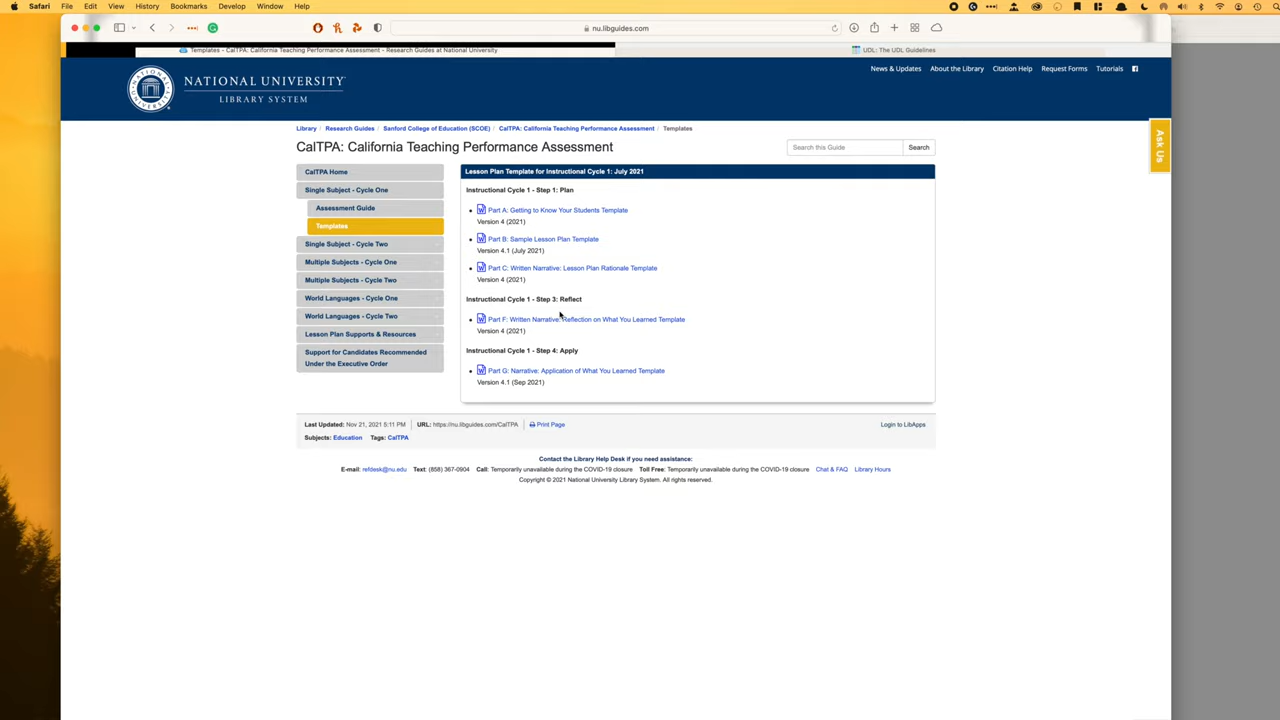 Safari File Edit View History Bookmarks Develop Window Help
nu.libguides.com
Templates - CalTPA: California Teaching Performance Assessment - Research Guides at National University
UDL: The UDL Guidelines
NATIONAL UNIVERSITY
LIBRARY SYSTEM
News & Updates About the Library Citation Help Request Forms Tutorials
Ask Us
Library / Research Guides / Sanford College of Education (SCOE) / CalTPA: California Teaching Performance Assessment / Templates
CalTPA: California Teaching Performance Assessment
Search this Guide Search
CalTPA Home
Single Subject - Cycle One
Assessment Guide
Templates
Single Subject - Cycle Two
Multiple Subjects - Cycle One
Multiple Subjects - Cycle Two
World Languages - Cycle One
World Languages - Cycle Two
Lesson Plan Supports & Resources
Support for Candidates Recommended
Under the Executive Order
Lesson Plan Template for Instructional Cycle 1: July 2021
Instructional Cycle 1 - Step 1: Plan
Part A: Getting to Know Your Students Template
Version 4 (2021)
Part B: Sample Lesson Plan Template
Version 4.1 (July 2021)
Part C: Written Narrative: Lesson Plan Rationale Template
Version 4 (2021)
Instructional Cycle 1 - Step 3: Reflect
Part F: Written Narrative: Reflection on What You Learned Template
Version 4 (2021)
Instructional Cycle 1 - Step 4: Apply
Part G: Narrative: Application of What You Learned Template
Version 4.1 (Sep 2021)
Last Updated: Nov 21, 2021 5:11 PM URL: https://nu.libguides.com/CalTPA Print Page Login to LibApps
Subjects: Education Tags: CalTPA
Contact the Library Help Desk if you need assistance:
E-mail: refdesk@nu.edu Text: (858) 367-0904 Call: Temporarily unavailable during the COVID-19 closure Toll Free: Temporarily unavailable during the COVID-19 closure Chat & FAQ Library Hours
Copyright © 2021 National University Library System. All rights reserved.